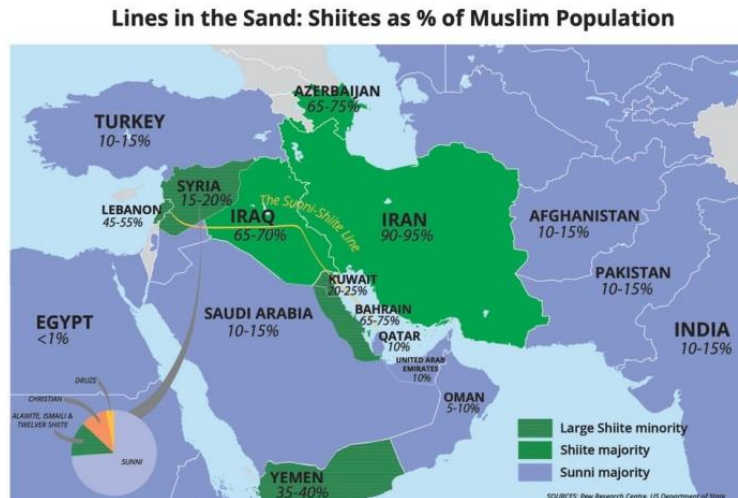 Lines in the Sand: Shiites as % of Muslim Population
AZERBAIJAN
65-75%
TURKEY
10-15%
SYRIA
15-20%
LEBANON
45-55%
The Sunni-Shiite Line
IRAQ
65-70%
IRAN
90-95%
AFGHANISTAN
10-15%
PAKISTAN
10-15%
KUWAIT
20-25%
BAHRAIN
65-75%
QATAR
10%
UNITED ARAB
EMIRATES
10%
SAUDI ARABIA
10-15%
EGYPT
<1%
INDIA
10-15%
OMAN
5-10%
YEMEN
35-40%
DRUZE
CHRISTIAN
ALAWITE, ISMAILI &
TWELVER SHIITE
SUNNI
Large Shiite minority
Shiite majority
Sunni majority
SOURCES: Pew Research Centre, US Department of State